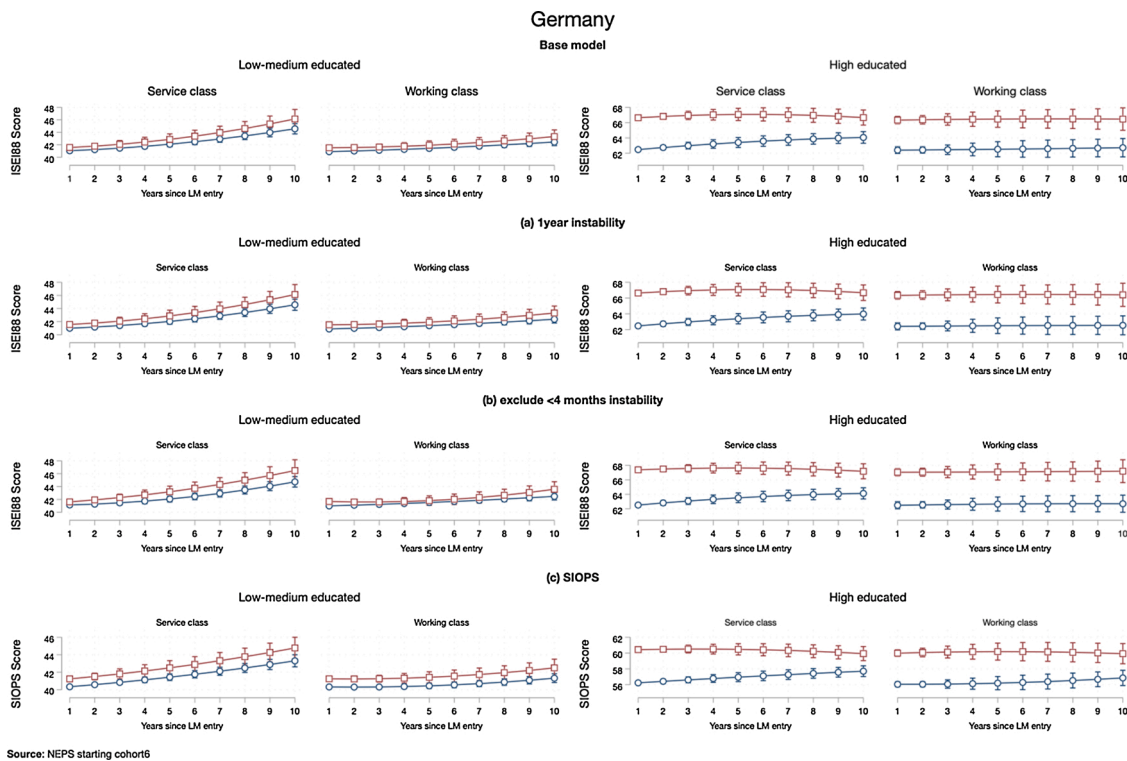 Germany
Base model
Low-medium educated
High educated
Service class
Working class
Service class
Working class
ISEI88 Score
48
46
44
42
40
1 2 3 4 5 6 7 8 9 10
Years since LM entry
1 2 3 4 5 6 7 8 9 10
Years since LM entry
ISEI88 Score
68
66
64
62
1 2 3 4 5 6 7 8 9 10
Years since LM entry
1 2 3 4 5 6 7 8 9 10
Years since LM entry
(a) 1year instability
Low-medium educated
High educated
Service class
Working class
Service class
Working class
ISEI88 Score
48
46
44
42
40
1 2 3 4 5 6 7 8 9 10
Years since LM entry
1 2 3 4 5 6 7 8 9 10
Years since LM entry
ISEI88 Score
68
66
64
62
1 2 3 4 5 6 7 8 9 10
Years since LM entry
1 2 3 4 5 6 7 8 9 10
Years since LM entry
(b) exclude <4 months instability
Low-medium educated
High educated
Service class
Working class
Service class
Working class
ISEI88 Score
48
46
44
42
40
1 2 3 4 5 6 7 8 9 10
Years since LM entry
1 2 3 4 5 6 7 8 9 10
Years since LM entry
ISEI88 Score
68
66
64
62
1 2 3 4 5 6 7 8 9 10
Years since LM entry
1 2 3 4 5 6 7 8 9 10
Years since LM entry
(c) SIOPS
Low-medium educated
High educated
Service class
Working class
Service class
Working class
SIOPS Score
46
44
42
40
1 2 3 4 5 6 7 8 9 10
Years since LM entry
1 2 3 4 5 6 7 8 9 10
Years since LM entry
SIOPS Score
62
60
58
56
1 2 3 4 5 6 7 8 9 10
Years since LM entry
1 2 3 4 5 6 7 8 9 10
Years since LM entry
Source: NEPS starting cohort6